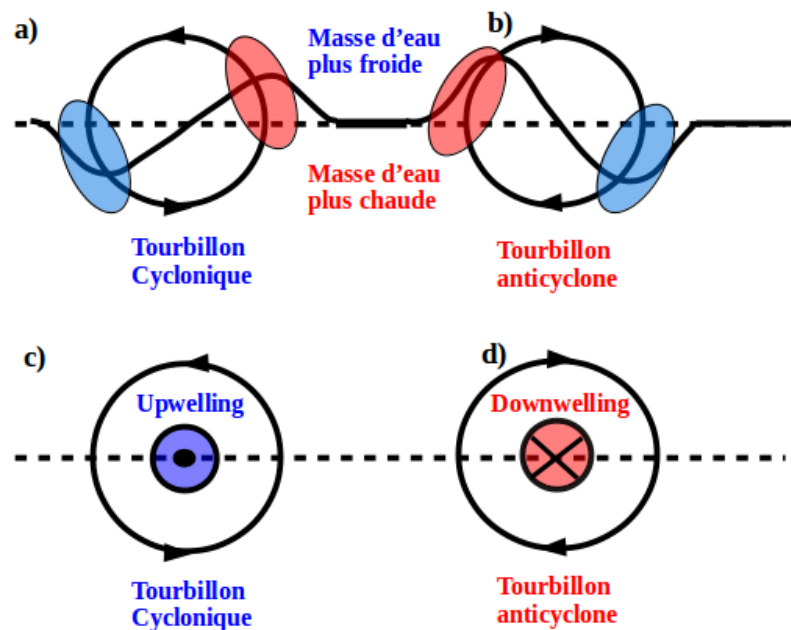 a)
Masse d'eau
plus froide
b)
Masse d'eau
plus chaude
Tourbillon
Cyclonique
Tourbillon
anticyclone
c)
Upwelling
d)
Downwelling
Tourbillon
Cyclonique
Tourbillon
anticyclone